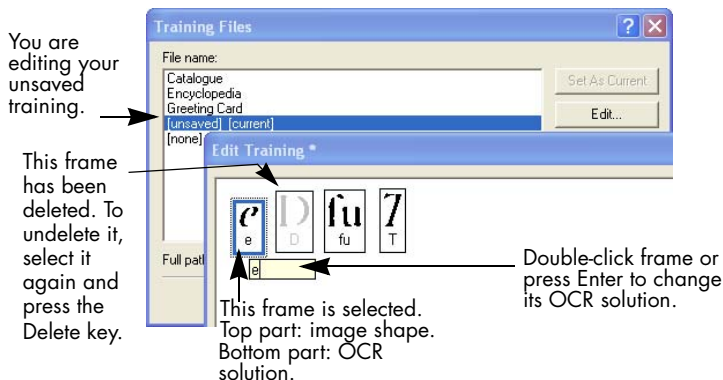 Training Files
You are
editing your
unsaved
training.
File name:
Catalogue
Encyclopedia
Greeting Card
[unsaved] [current]
[none]
Set As Current
Edit...
Edit Training *
This frame
has been
deleted. To
undelete it,
select it
again and
press the
Delete key.
e D fu T
e D fu T
Full pat
e
Double-click frame or
press Enter to change
its OCR solution.
This frame is selected.
Top part: image shape.
Bottom part: OCR
solution.